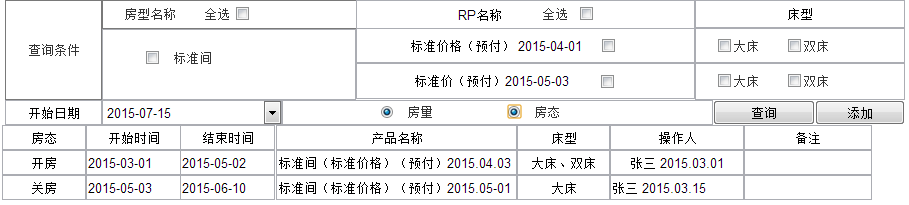 查询条件 房型名称 全选 RP名称 全选 床型
标准间 标准价格（预付） 2015-04-01 大床 双床
标准价（预付）2015-05-03 大床 双床
开始日期 2015-07-15 房量 房态 查询 添加
房态 开始时间 结束时间 产品名称 床型 操作人 备注
开房 2015-03-01 2015-05-02 标准间（标准价格）（预付）2015.04.03 大床、双床 张三 2015.03.01
关房 2015-05-03 2015-06-10 标准间（标准价格）（预付）2015.05-01 大床 张三 2015.03.15